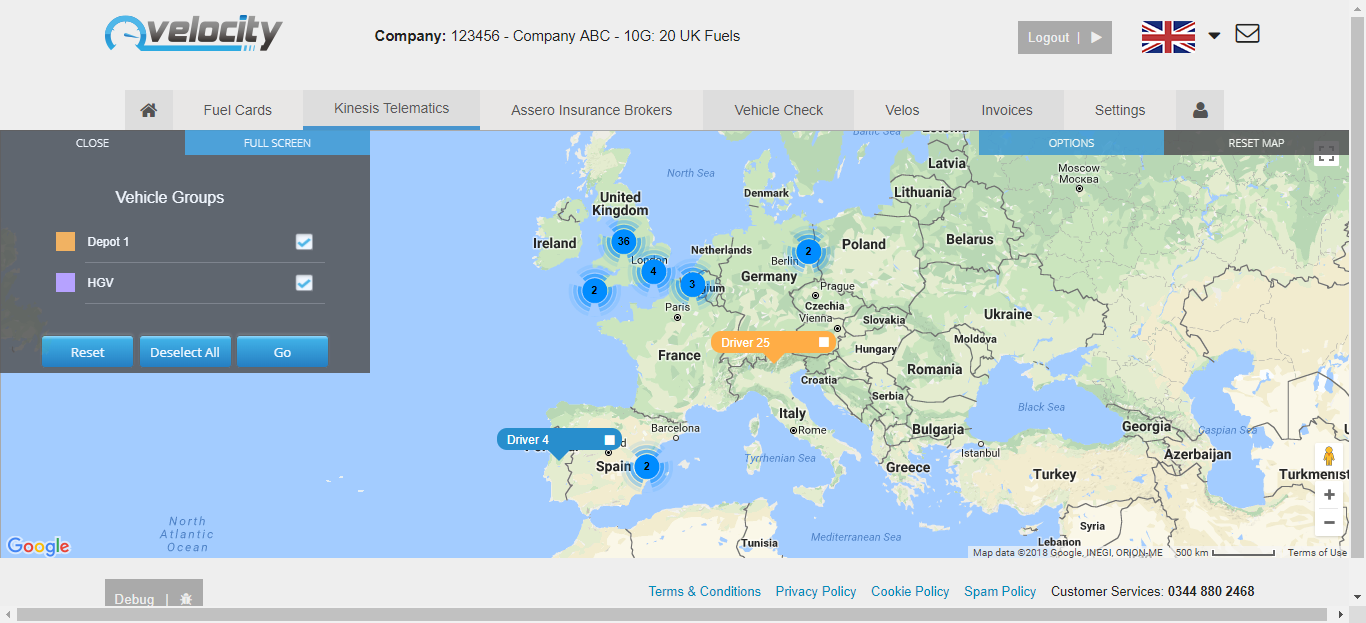 velocity
Company: 123456 - Company ABC - 10G: 20 UK Fuels
Logout |
Fuel Cards
Kinesis Telematics
Assero Insurance Brokers
Vehicle Check
Velos
Invoices
Settings
CLOSE
FULL SCREEN
OPTIONS
RESET MAP
Vehicle Groups
Depot 1
HGV
Reset
Deselect All
Go
Baltic Sea
Estonia
Latvia
Moscow
Москва
North Sea
Denmark
Lithuania
United
Kingdom
Ireland
36
London
4
2
3
Netherlands
Berlin
2
Poland
Belarus
Germany
Paris
Prague
Czechia
Vienna
Slovakia
Ukraine
Driver 25
Hungary
Moldova
France
Romania
Croatia
Serbia
Italy
Rome
Black Sea
Bulgaria
Georgia
Caspian Sea
Barcelona
Driver 4
Istanbul
Azerbaijan
Spain
2
Tyrrhenian Sea
Greece
Turkey
Turkmenist
North
Atlantic
Ocean
Syria
Tunisia
Mediterranean Sea
Lebanon
Google
Map data ©2018 Google, INEGI, ORION-ME
500 km
Terms of Use
Debug |
Terms & Conditions
Privacy Policy
Cookie Policy
Spam Policy
Customer Services: 0344 880 2468